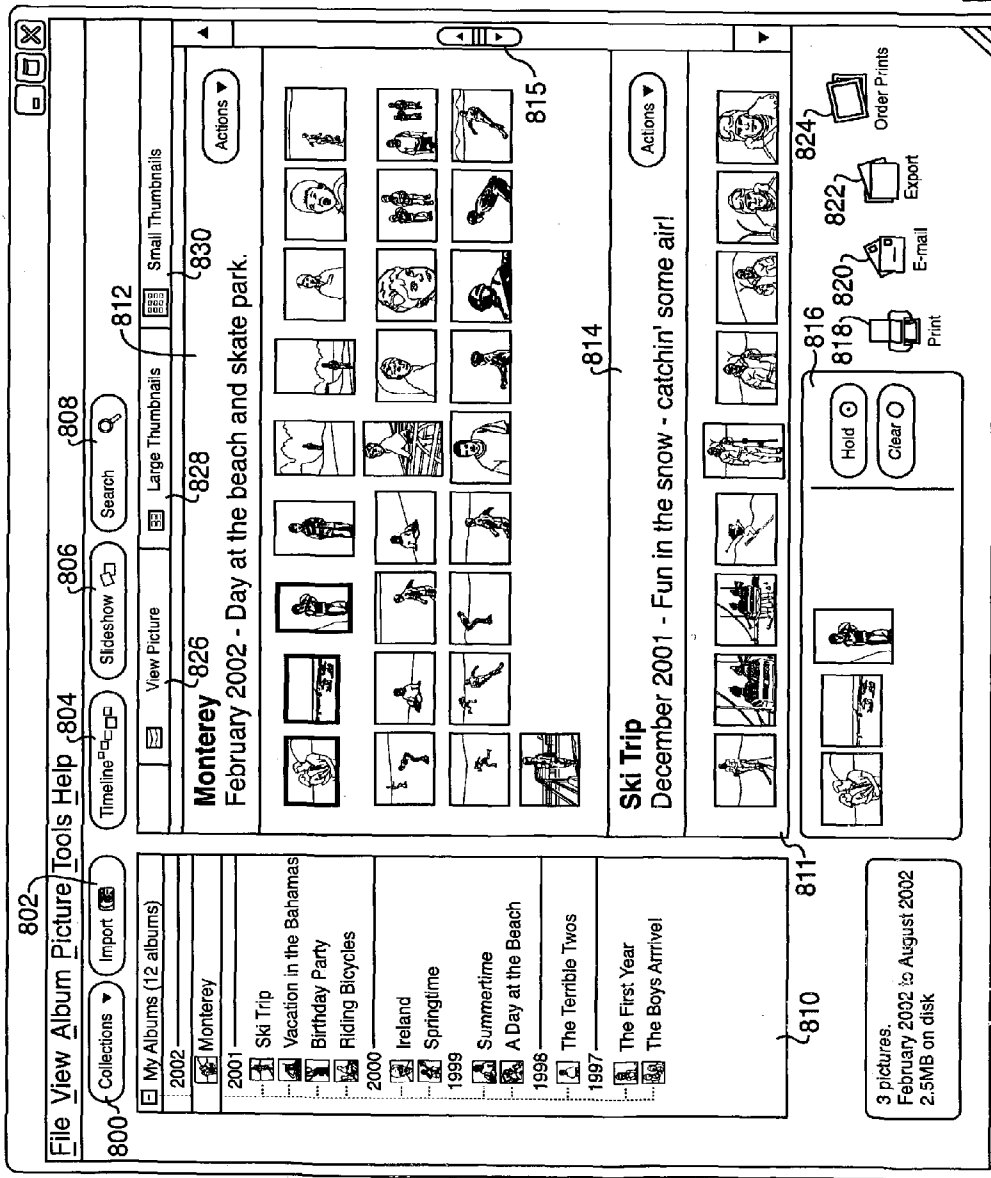 File View Album Picture Tools Help
802
804
806
808
800
Collections ▼
Import
Timeline
Slideshow
Search
View Picture
Large Thumbnails
Small Thumbnails
826
828
830
812
My Albums (12 albums)
2002
Monterey
2001
Ski Trip
Vacation in the Bahamas
Birthday Party
Riding Bicycles
2000
Ireland
Springtime
1999
Summertime
A Day at the Beach
1998
The Terrible Twos
1997
The First Year
The Boys Arrrive!
810
Monterey
February 2002 - Day at the beach and skate park.
Actions ▼
815
Ski Trip
December 2001 - Fun in the snow - catchin' some air!
Actions ▼
814
811
3 pictures.
February 2002 to August 2002
2.5MB on disk
816
Hold
Clear
818
Print
820
E-mail
822
Export
824
Order Prints